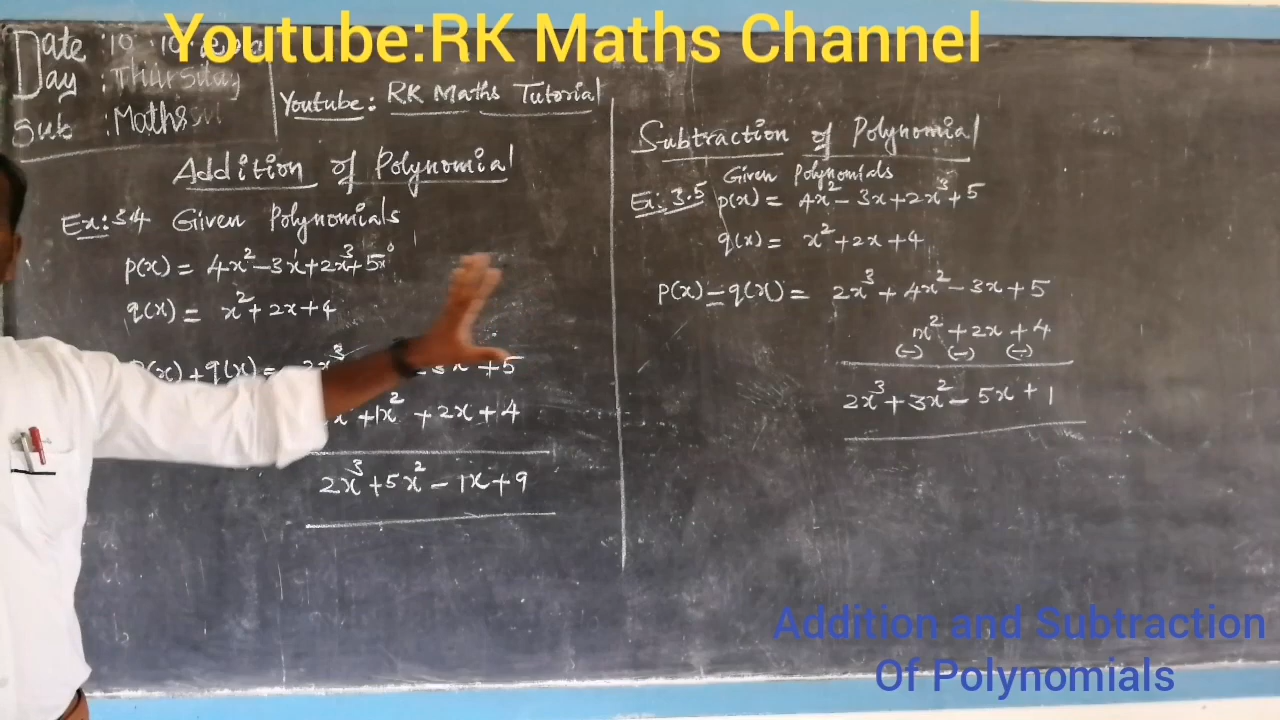 Youtube:RK Maths Channel
Date : 10 . 10
Day : Thursday
Sub : Maths
Youtube: RK Maths Tutorial
Addition of Polynomial
Ex: 3.4 Given Polynomials
p(x) = 4x² - 3x¹ + 2x³ + 5x⁰
q(x) = x² + 2x + 4
p(x) + q(x) = 2x³ - 3x + 5
+ 1x² + 2x + 4
2x³ + 5x² - 1x + 9
Subtraction of Polynomial
Given Polynomials
Ex: 3.5 p(x) = 4x² - 3x + 2x³ + 5
q(x) = x² + 2x + 4
p(x) - q(x) = 2x³ + 4x² - 3x + 5
x² + 2x + 4
(-) (-) (-)
2x³ + 3x² - 5x + 1
Addition and Subtraction
Of Polynomials